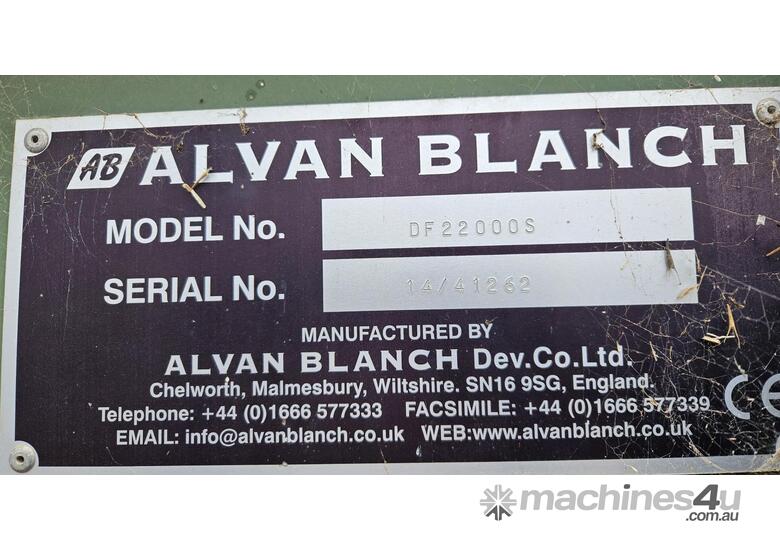 AB ALVAN BLANCH
MODEL No. DF22000S
SERIAL No. 14/41262
MANUFACTURED BY
ALVAN BLANCH Dev.Co.Ltd.
Chelworth, Malmesbury, Wiltshire. SN16 9SG, England.
Telephone: +44 (0)1666 577333 FACSIMILE: +44 (0)1666 577339
EMAIL: info@alvanblanch.co.uk WEB:www.alvanblanch.co.uk
CE
machines4u
.com.au